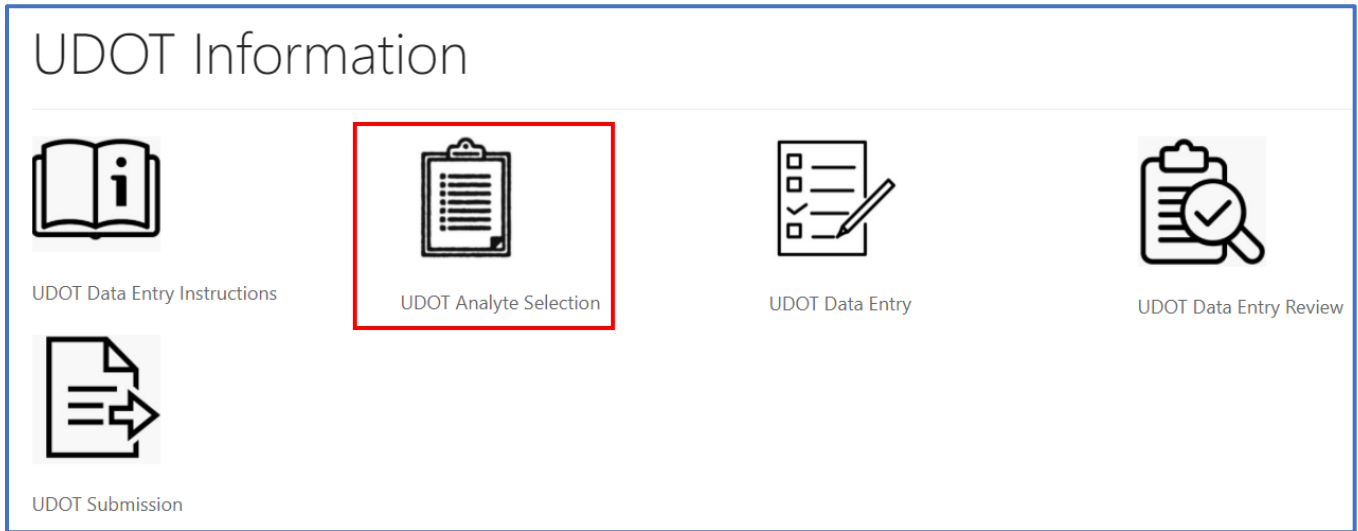 UDOT Information
UDOT Data Entry Instructions
UDOT Analyte Selection
UDOT Data Entry
UDOT Data Entry Review
UDOT Submission